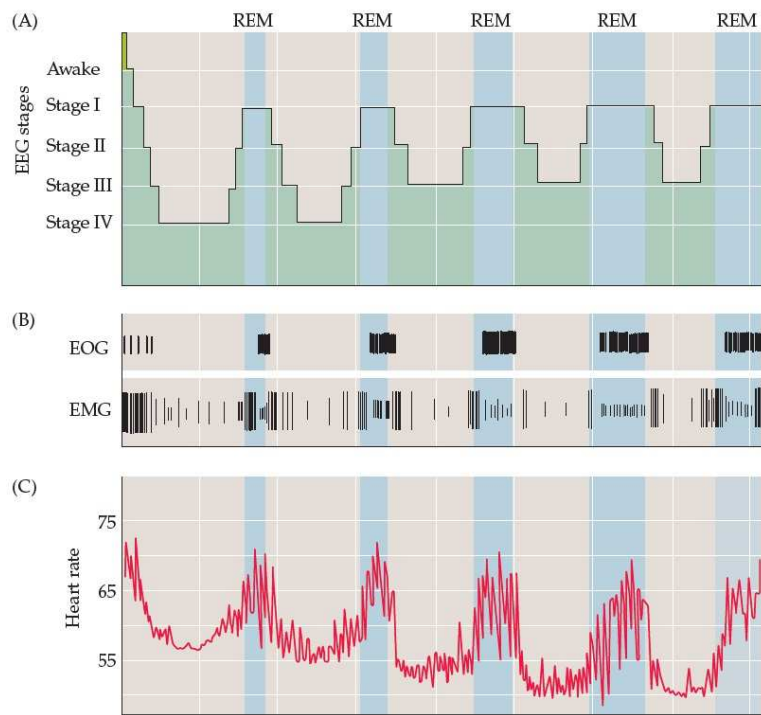 (A)
REM REM REM REM REM
EEG stages
Awake
Stage I
Stage II
Stage III
Stage IV
(B)
EOG
EMG
(C)
Heart rate
75
65
55